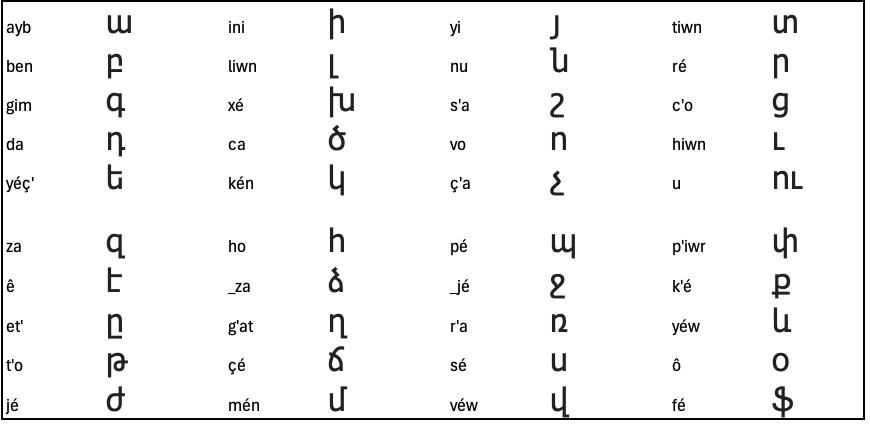 ayb ա ini ի yi յ tiwn տ
ben բ liwn լ nu ն ré ր
gim գ xé խ s'a շ c'o ց
da դ ca ծ vo ո hiwn ւ
yéç' ե kén կ ç'a չ u ու
za զ ho հ pé պ p'iwr փ
ê է _za ձ _jé ջ k'é ք
et' ը g'at ղ r'a ռ yéw և
t'o թ çé ճ sé ս ô օ
jé ժ mén մ véw վ fé ֆ